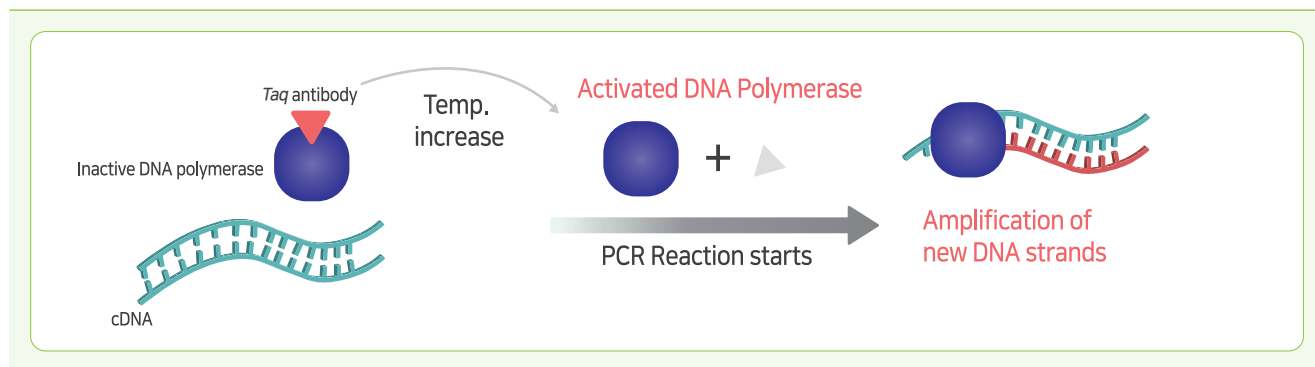 Taq antibody
Inactive DNA polymerase
cDNA
Temp.
increase
Activated DNA Polymerase
+
PCR Reaction starts
Amplification of
new DNA strands